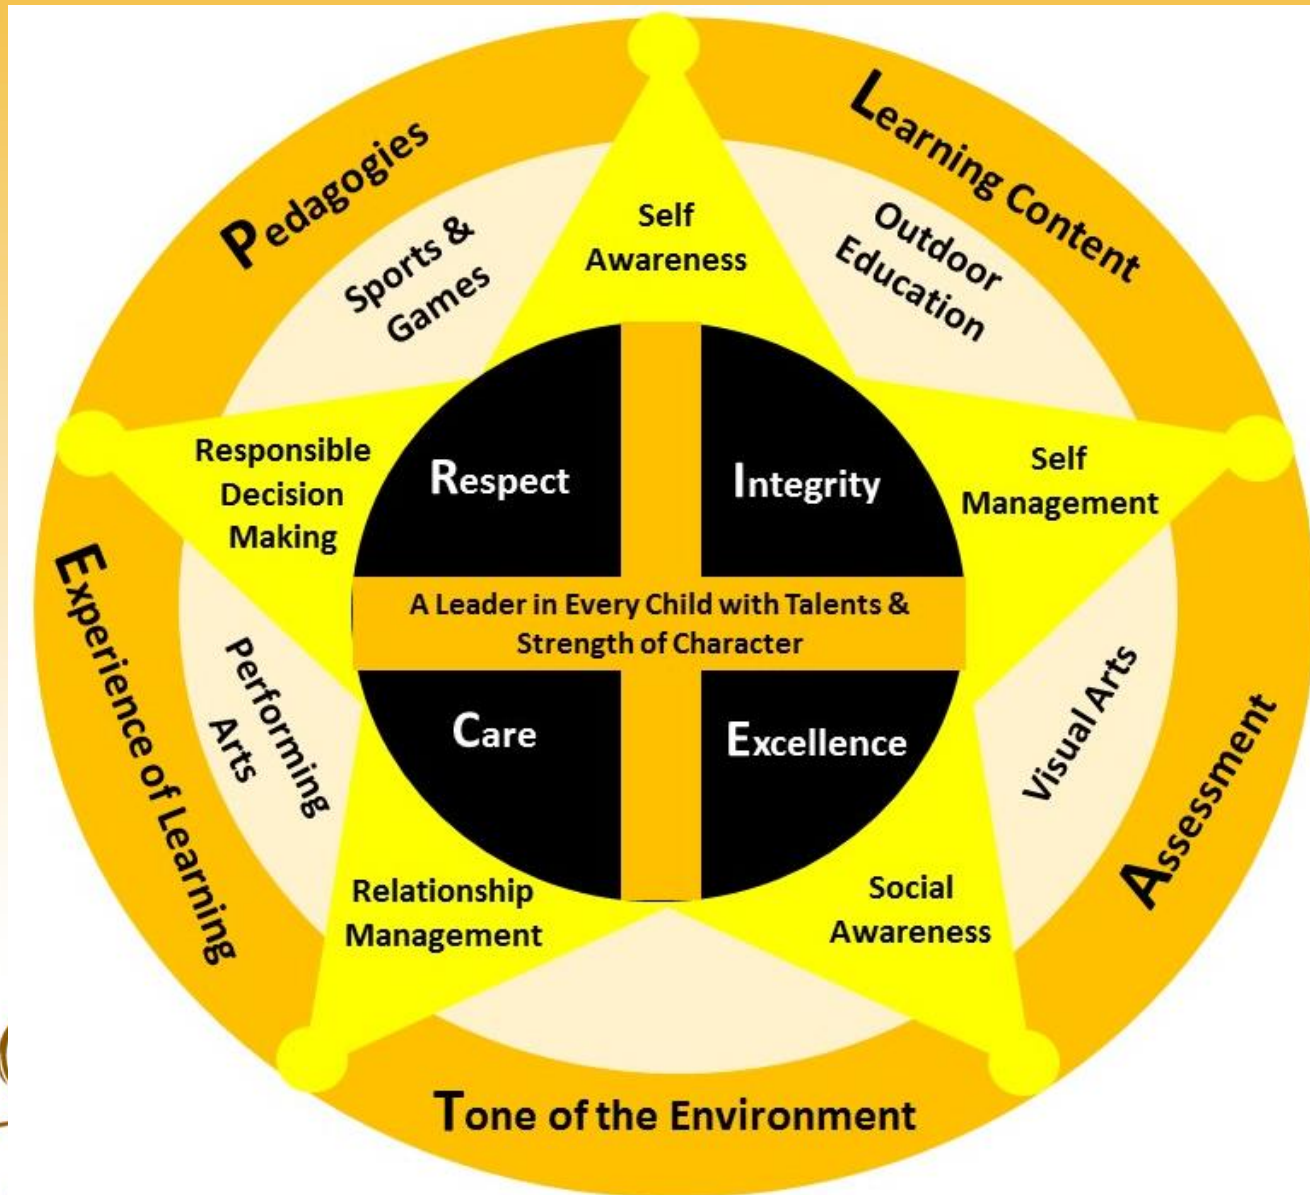 Pedagogies
Learning Content
Assessment
Tone of the Environment
Experience of Learning
Sports &
Games
Outdoor
Education
Visual Arts
Performing
Arts
Self
Awareness
Self
Management
Social
Awareness
Relationship
Management
Responsible
Decision
Making
Respect
Integrity
A Leader in Every Child with Talents &
Strength of Character
Care
Excellence